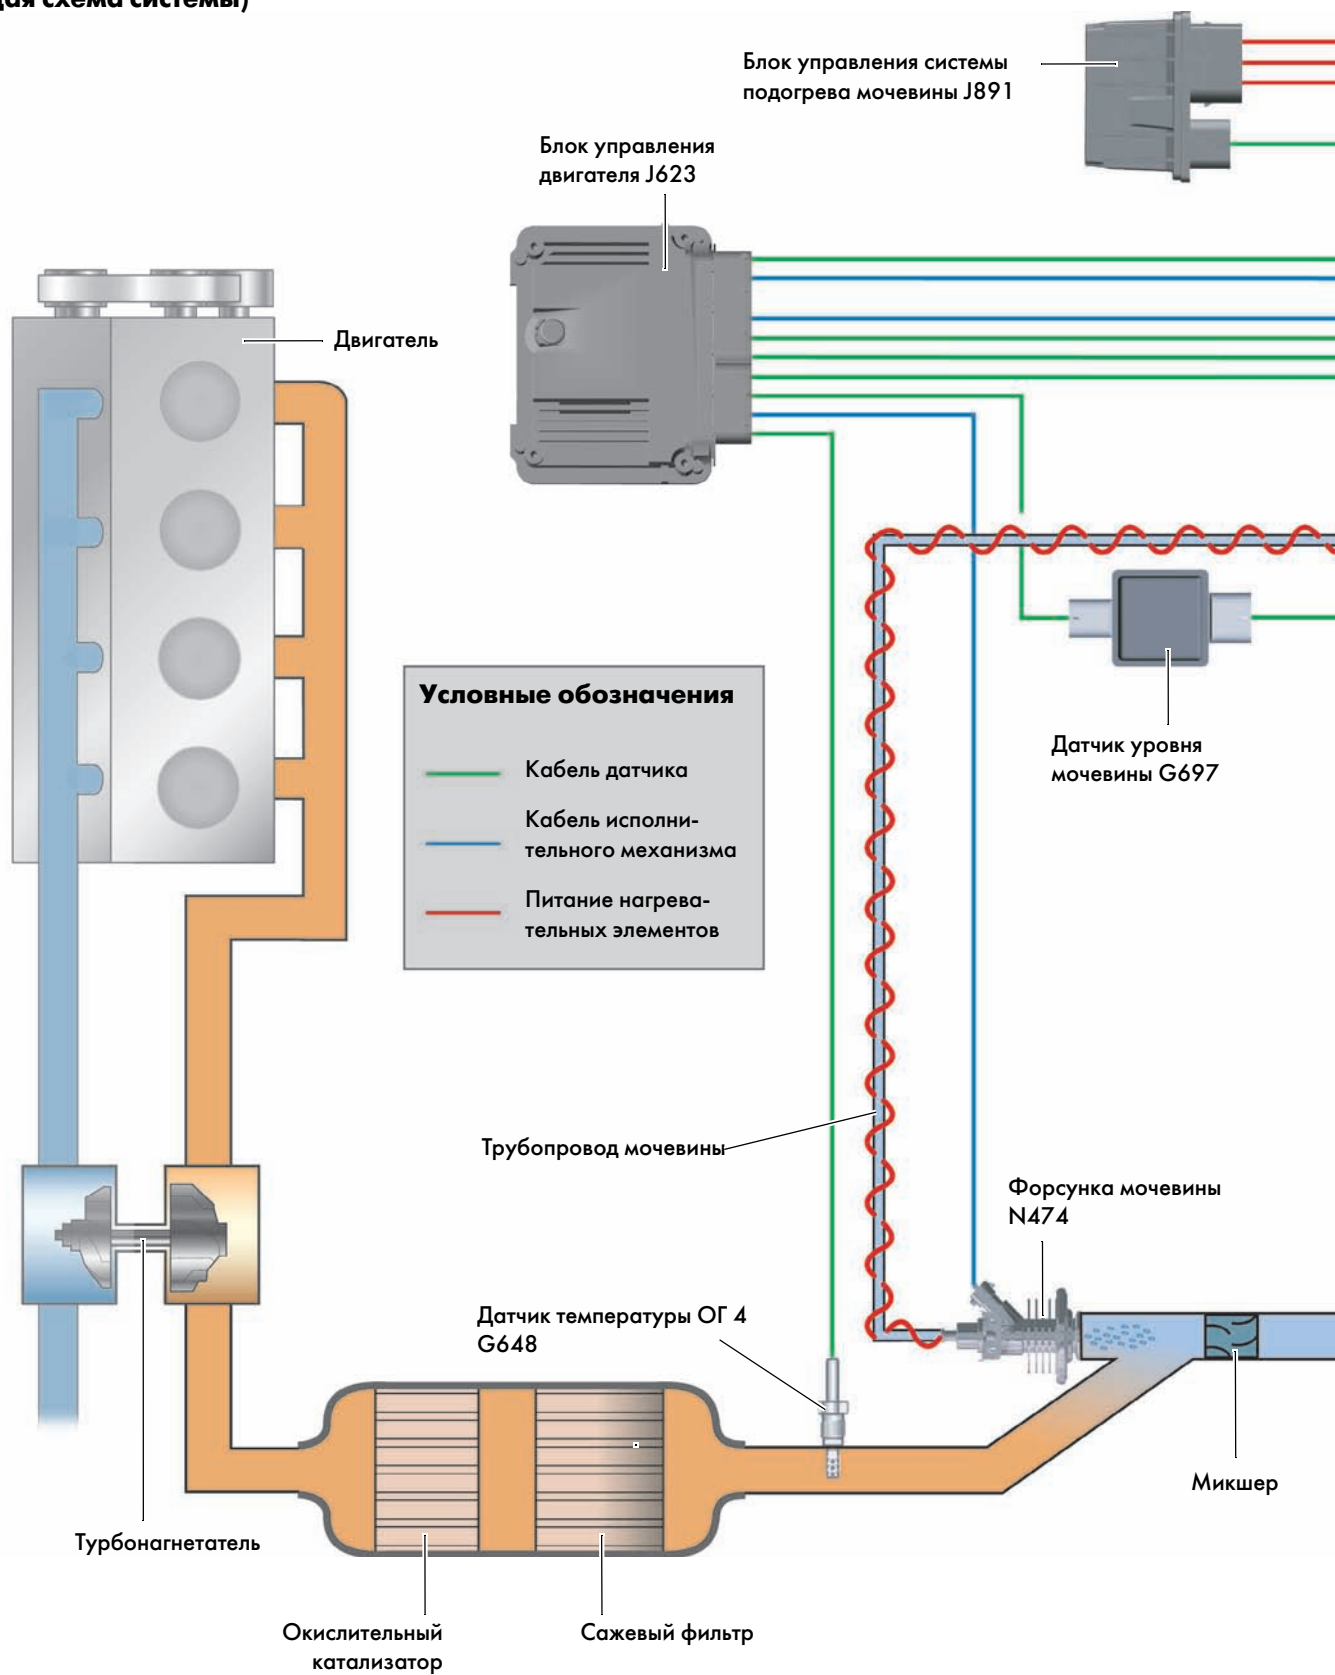 схема системы)
Блок управления системы
подогрева мочевины J891
Блок управления
двигателя J623
Двигатель
Условные обозначения
Кабель датчика
Кабель исполни-
тельного механизма
Питание нагрева-
тельных элементов
Датчик уровня
мочевины G697
Трубопровод мочевины
Форсунка мочевины
N474
Датчик температуры ОГ 4
G648
Микшер
Турбонагнетатель
Окислительный
катализатор
Сажевый фильтр